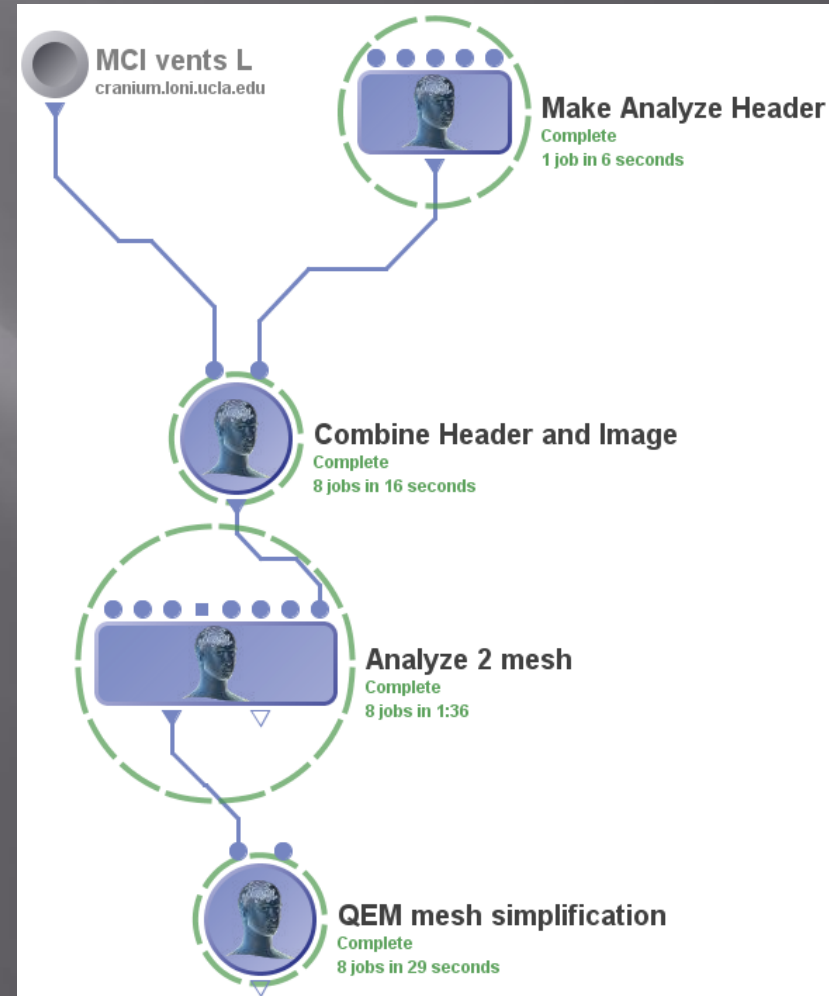 MCI vents L
cranium.loni.ucla.edu
Make Analyze Header
Complete
1 job in 6 seconds
Combine Header and Image
Complete
8 jobs in 16 seconds
Analyze 2 mesh
Complete
8 jobs in 1:36
QEM mesh simplification
Complete
8 jobs in 29 seconds